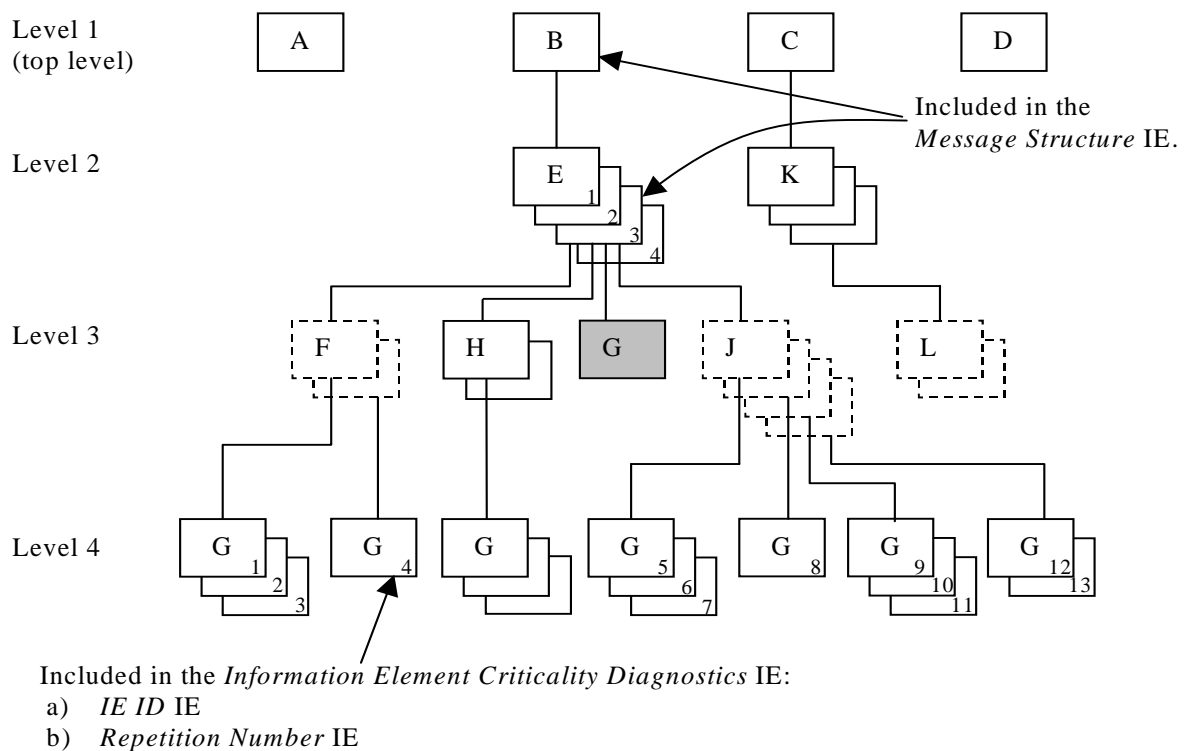 Level 1
(top level)
A
B
C
D
Included in the
Message Structure IE.
Level 2
E
1
2
3
4
K
Level 3
F
H
G
J
L
Level 4
G
1
2
3
G
4
G
G
5
6
7
G
8
G
9
10
11
G
12
13
Included in the Information Element Criticality Diagnostics IE:
a) IE ID IE
b) Repetition Number IE